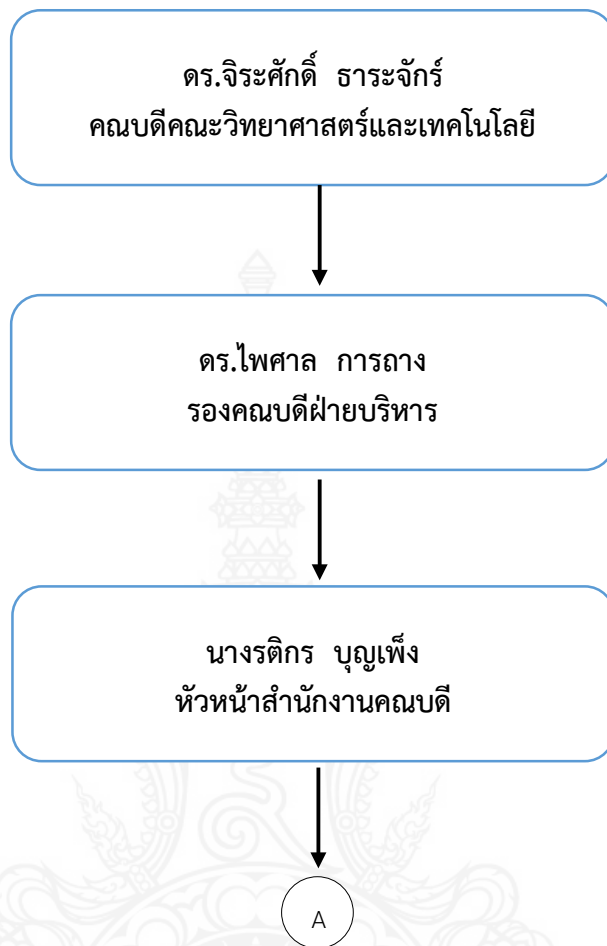 ดร.จิระศักดิ์ ธาระจักร์
คณบดีคณะวิทยาศาสตร์และเทคโนโลยี
ดร.ไพศาล การถาง
รองคณบดีฝ่ายบริหาร
นางรติกร บุญเพ็ง
หัวหน้าสำนักงานคณบดี
A